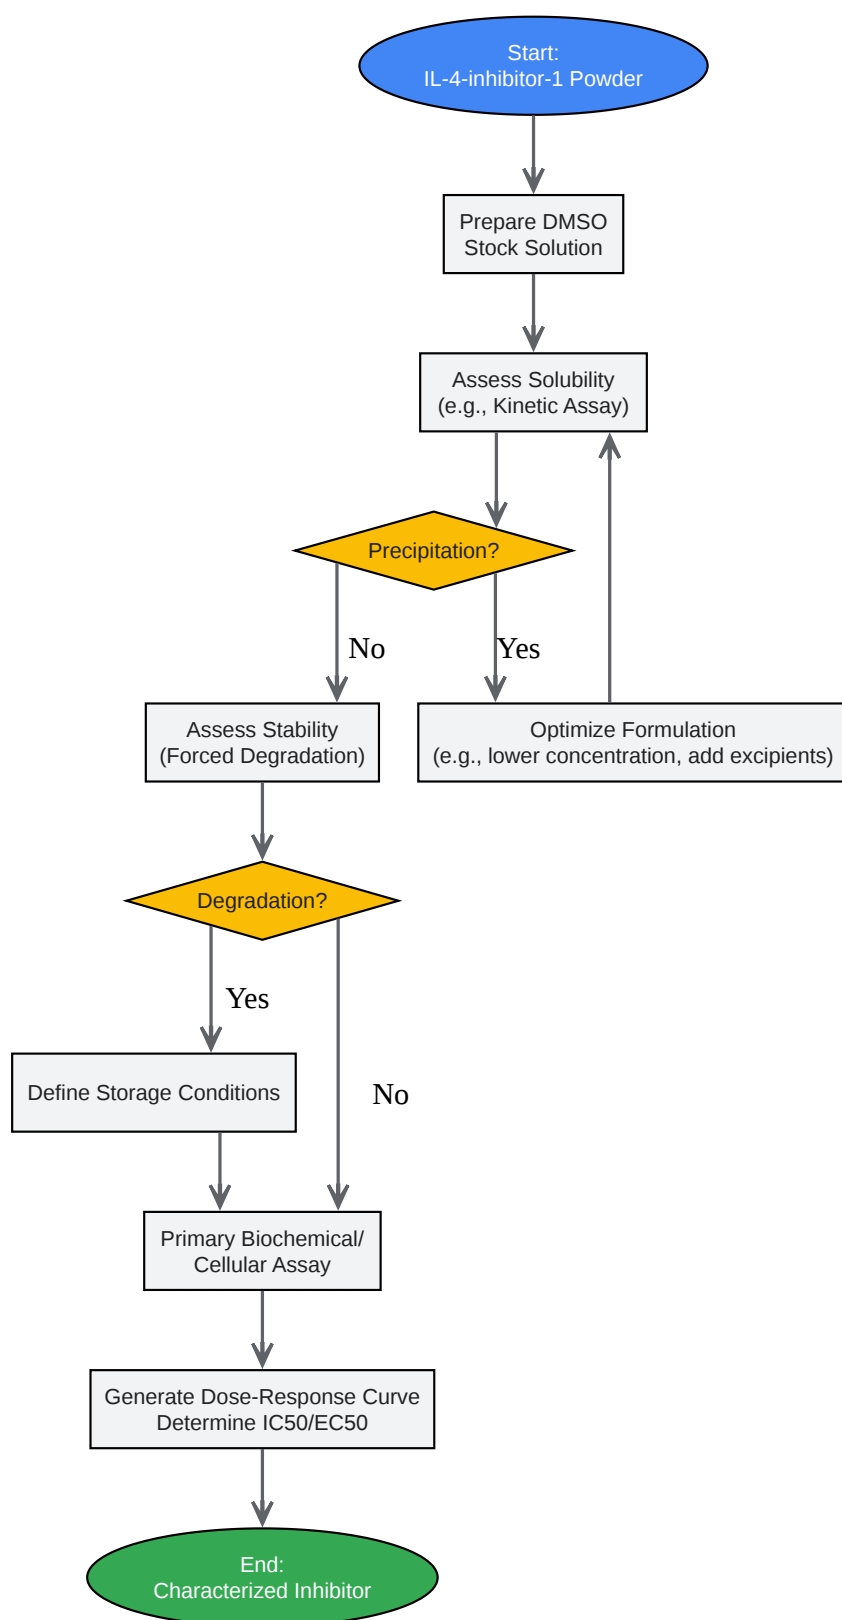 Start:
IL-4-inhibitor-1 Powder
Prepare DMSO
Stock Solution
Assess Solubility
(e.g., Kinetic Assay)
Precipitation?
No
Yes
Assess Stability
(Forced Degradation)
Optimize Formulation
(e.g., lower concentration, add excipients)
Degradation?
Yes
Define Storage Conditions
No
Primary Biochemical/
Cellular Assay
Generate Dose-Response Curve
Determine IC50/EC50
End:
Characterized Inhibitor